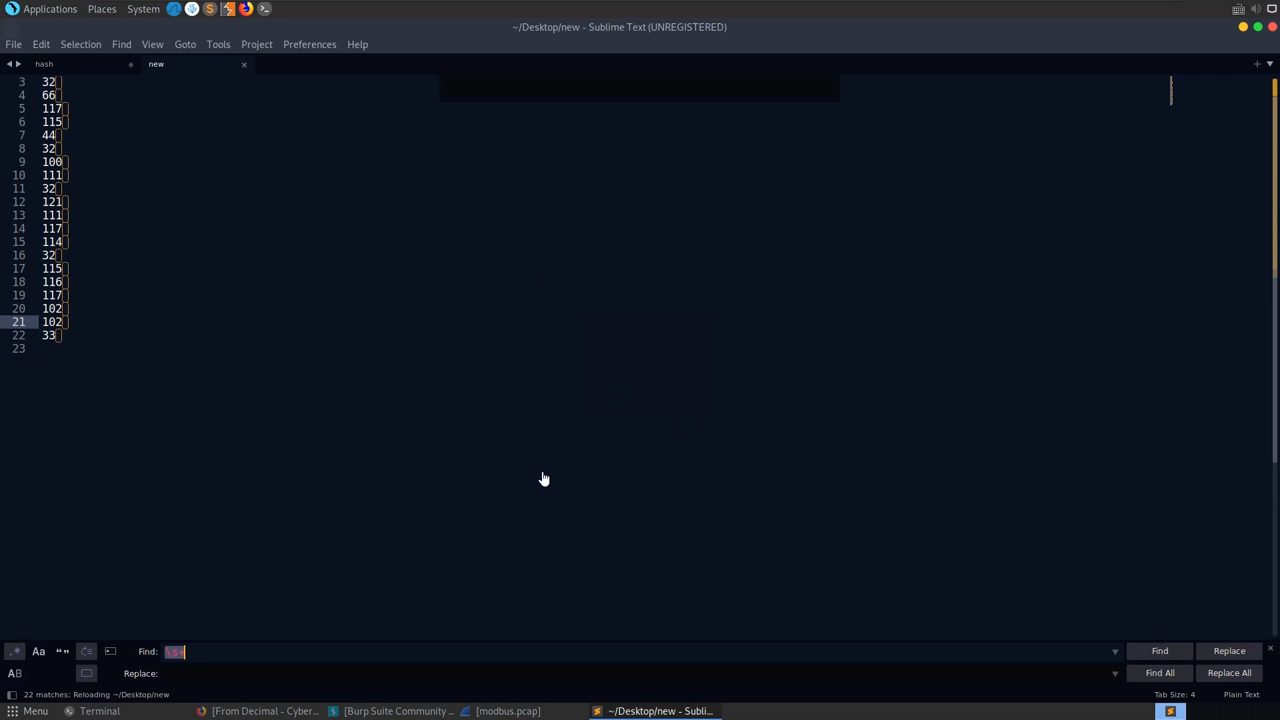 Applications Places System
~/Desktop/new - Sublime Text (UNREGISTERED)
File Edit Selection Find View Goto Tools Project Preferences Help
hash new
3 32
4 66
5 117
6 115
7 44
8 32
9 100
10 111
11 32
12 121
13 111
14 117
15 114
16 32
17 115
18 116
19 117
20 102
21 102
22 33
23
.* Aa “” Find: \s+ Find Replace
AB Replace: Find All Replace All
22 matches; Reloading ~/Desktop/new Tab Size: 4 Plain Text
Menu Terminal [From Decimal - Cyber... [Burp Suite Community ... [modbus.pcap] ~/Desktop/new - Subli...